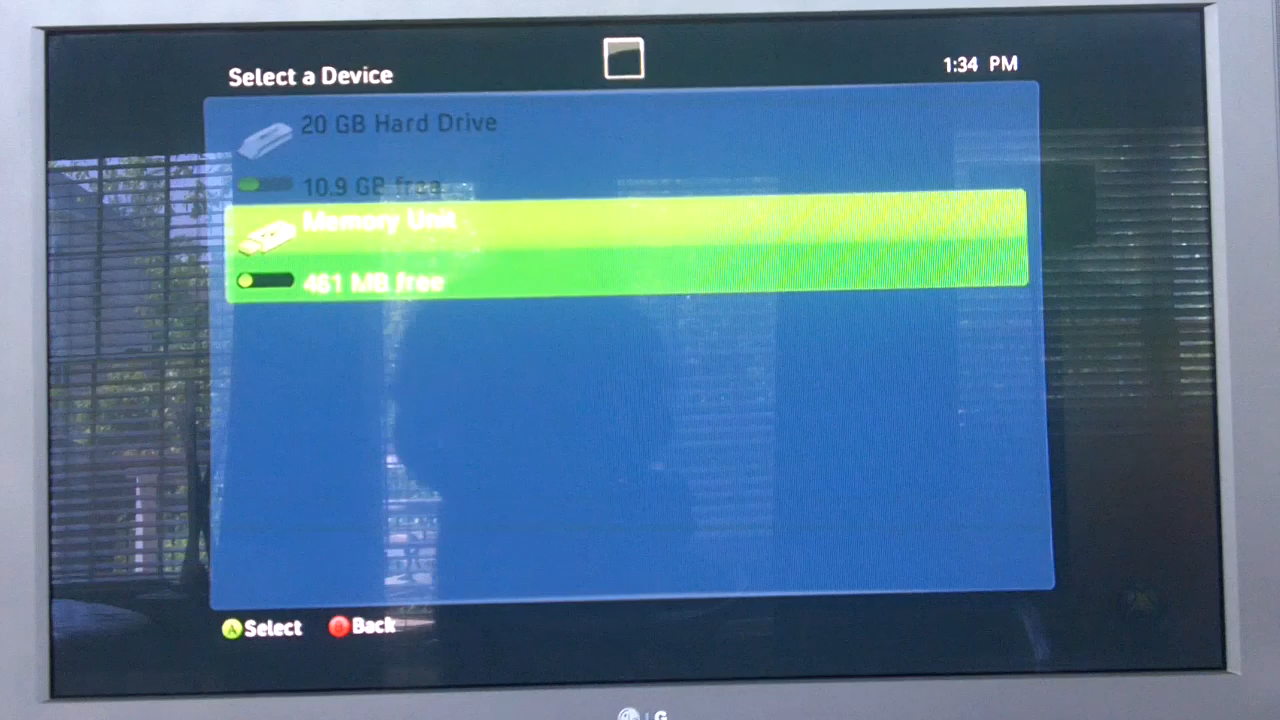 Select a Device
1:34 PM
20 GB Hard Drive
10.9 GB free
Memory Unit
461 MB free
A Select B Back
LG